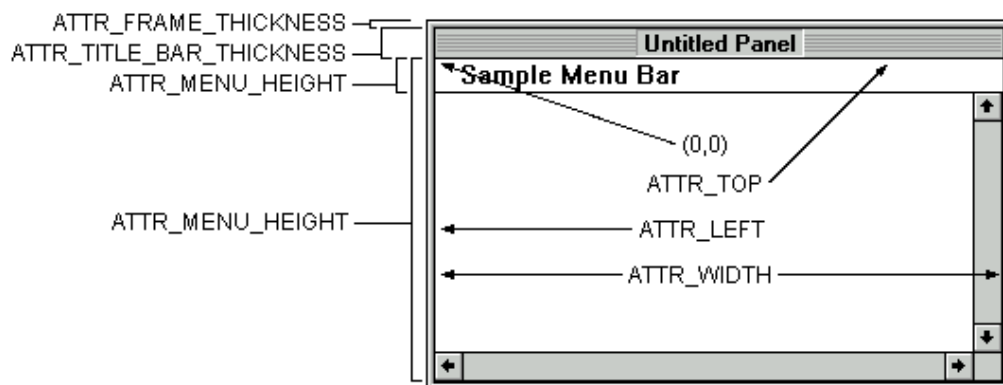 ATTR_FRAME_THICKNESS
ATTR_TITLE_BAR_THICKNESS
ATTR_MENU_HEIGHT
Untitled Panel
Sample Menu Bar
(0,0)
ATTR_TOP
ATTR_MENU_HEIGHT
ATTR_LEFT
ATTR_WIDTH